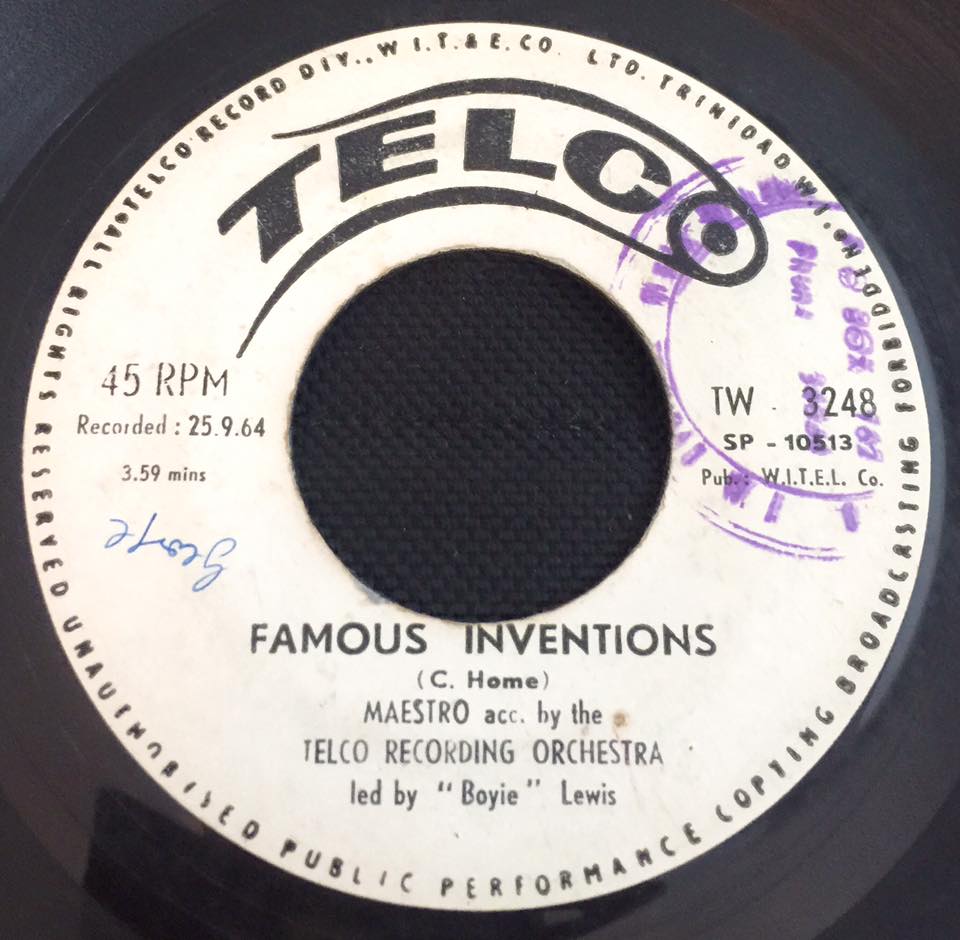 TELCO RECORD DIV., W.I.T. & E. CO. LTD. TRINIDAD W.I.
ALL RIGHTS RESERVED UNAUTHORISED PUBLIC PERFORMANCE COPYING BROADCASTING FORBIDDEN
TELCO
45 RPM
Recorded : 25.9.64
3.59 mins
TW 3248
SP - 10513
Pub. : W.I.T.E.L. Co.
George
FAMOUS INVENTIONS
(C. Home)
MAESTRO acc. by the
TELCO RECORDING ORCHESTRA
led by "Boyie" Lewis